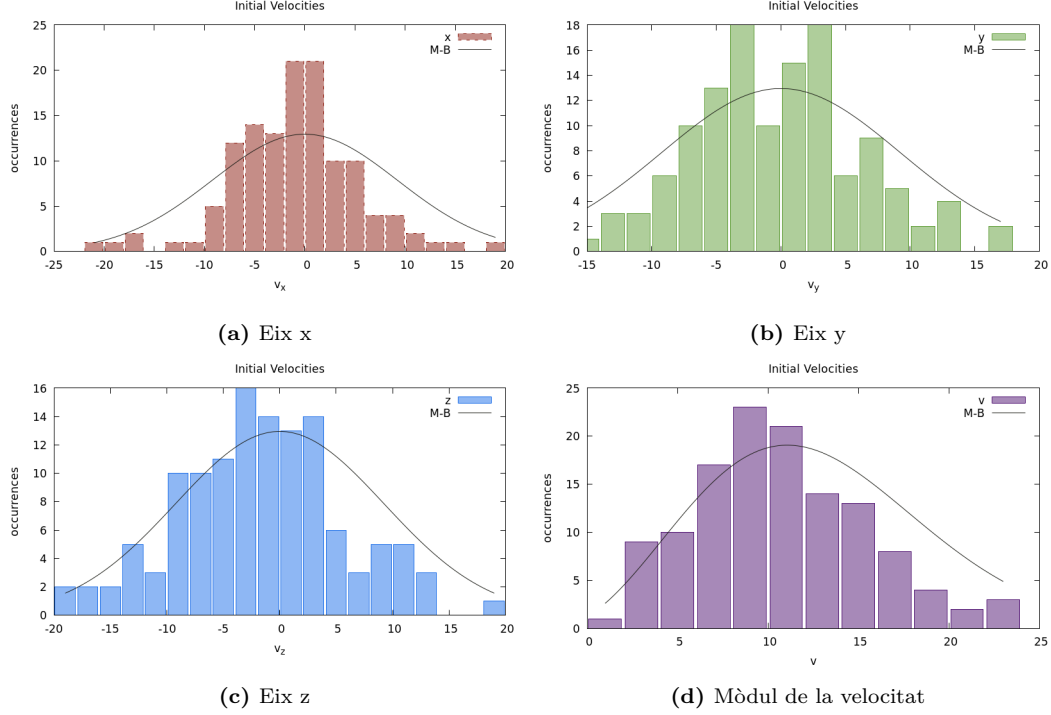 Initial Velocities
x
M-B
occurrences
25
20
15
10
5
0
-25 -20 -15 -10 -5 0 5 10 15 20
v_x
(a) Eix x
Initial Velocities
y
M-B
occurrences
18
16
14
12
10
8
6
4
2
0
-15 -10 -5 0 5 10 15 20
v_y
(b) Eix y
Initial Velocities
z
M-B
occurrences
16
14
12
10
8
6
4
2
0
-20 -15 -10 -5 0 5 10 15 20
v_z
(c) Eix z
Initial Velocities
v
M-B
occurrences
25
20
15
10
5
0
0 5 10 15 20 25
v
(d) Mòdul de la velocitat